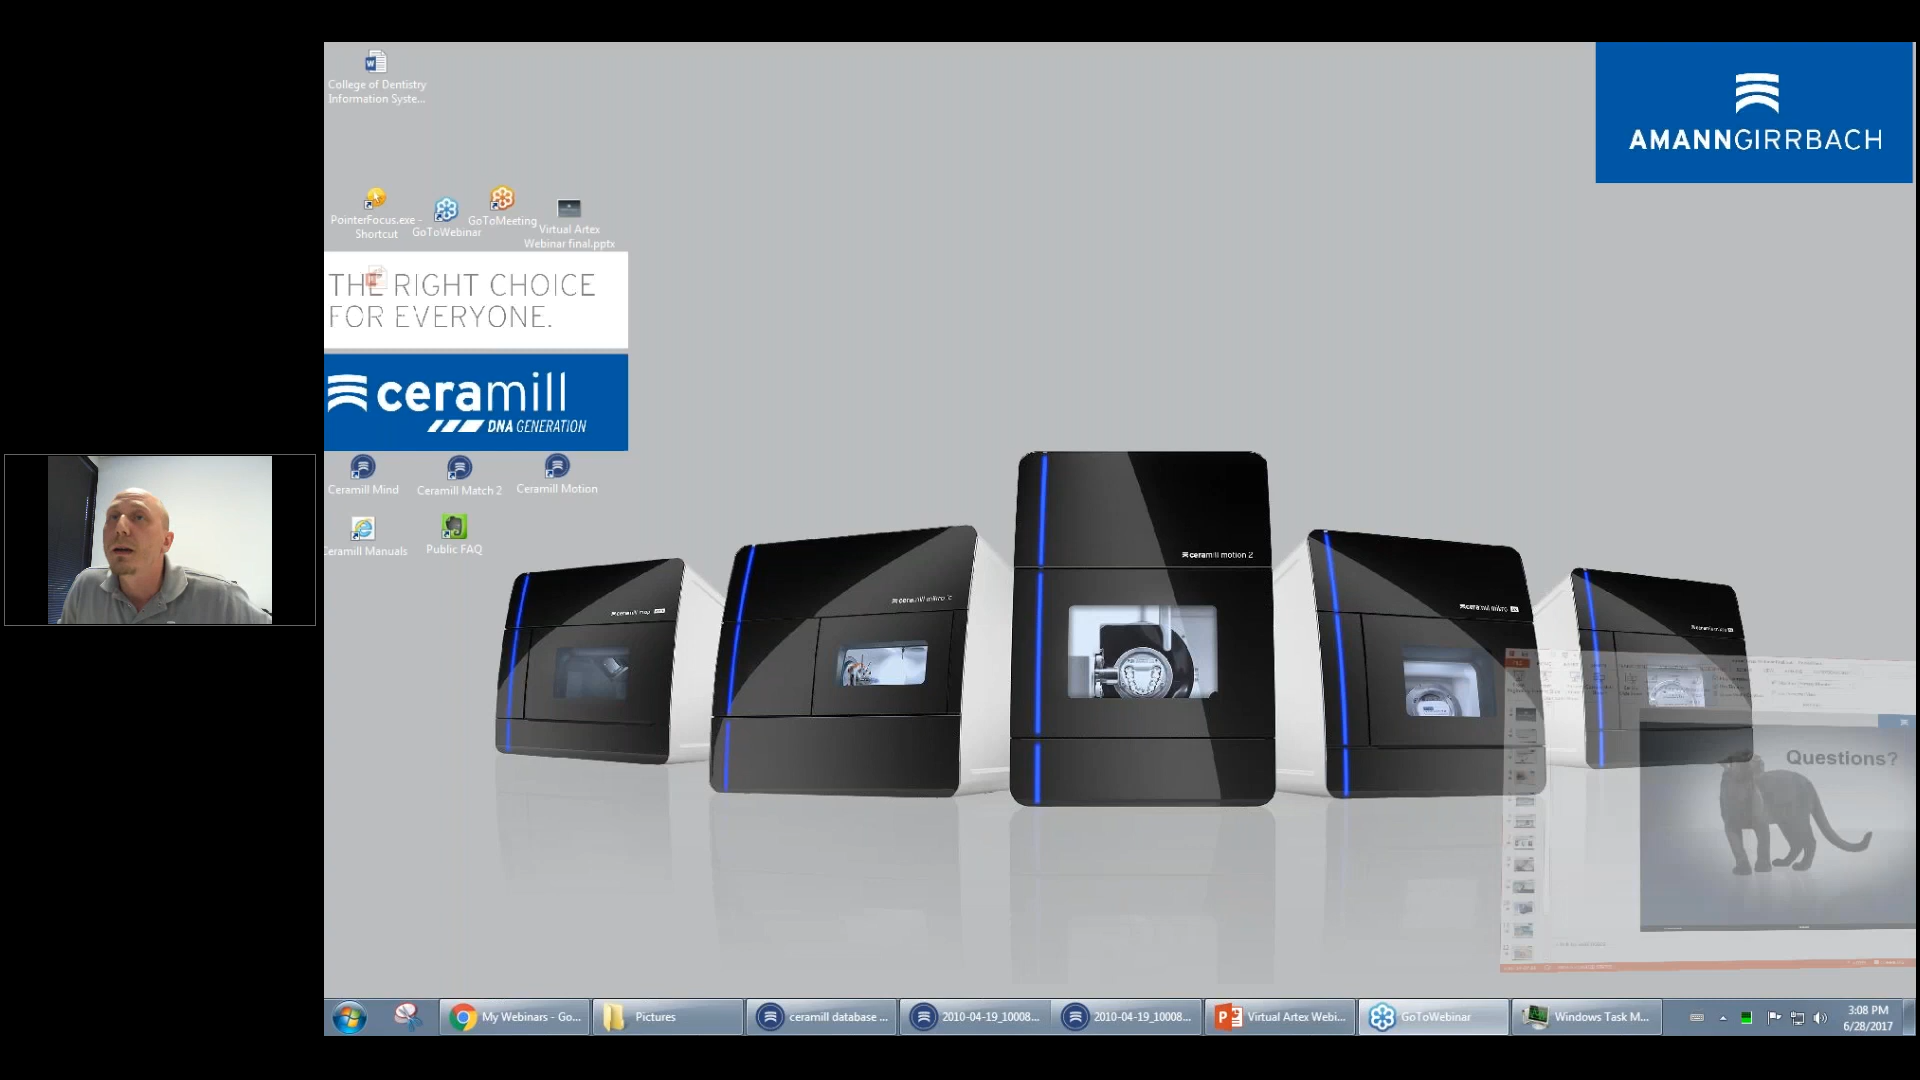 College of Dentistry
Information Syste...
AMANNGIRRBACH
PointerFocus.exe -
Shortcut
GoToWebinar
GoToMeeting
Virtual Artex
Webinar final.pptx
THE RIGHT CHOICE
FOR EVERYONE.
ceramill
DNA GENERATION
Ceramill Mind
Ceramill Match 2
Ceramill Motion
Ceramill Manuals
Public FAQ
ceramill motion 2
Questions?
My Webinars - Go...
Pictures
ceramill database ...
2010-04-19_10008...
2010-04-19_10008...
Virtual Artex Webi...
GoToWebinar
Windows Task M...
3:08 PM
6/28/2017